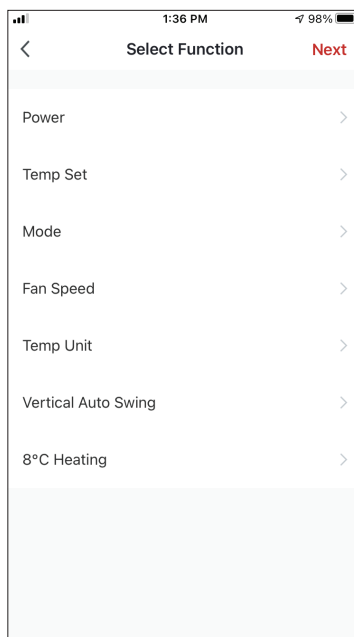 1:36 PM 98%
Select Function Next
Power
Temp Set
Mode
Fan Speed
Temp Unit
Vertical Auto Swing
8°C Heating